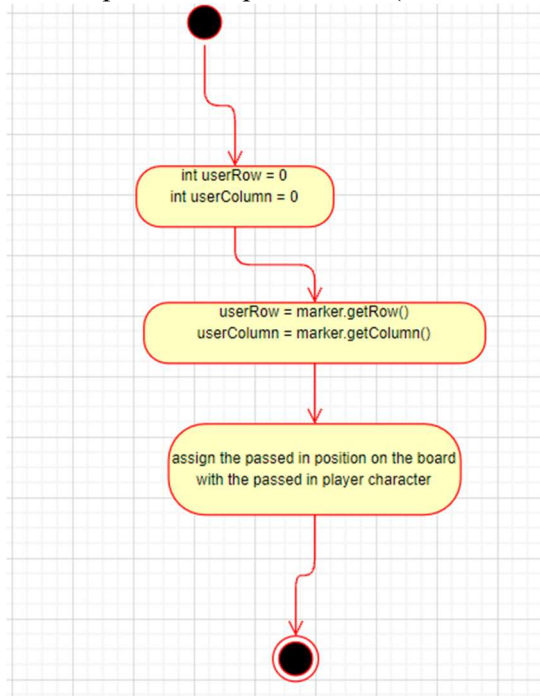 int userRow = 0
int userColumn = 0
userRow = marker.getRow()
userColumn = marker.getColumn()
assign the passed in position on the board
with the passed in player character